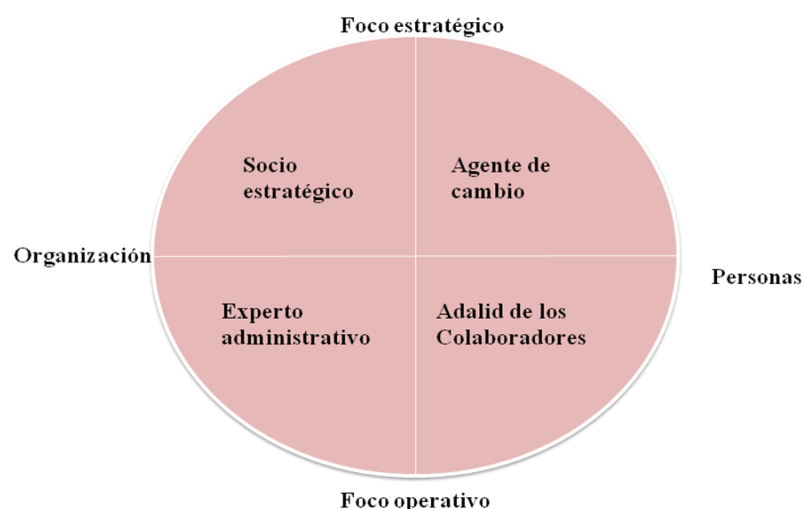 Foco estratégico
Socio
estratégico
Agente de
cambio
Organización
Personas
Experto
administrativo
Adalid de los
Colaboradores
Foco operativo